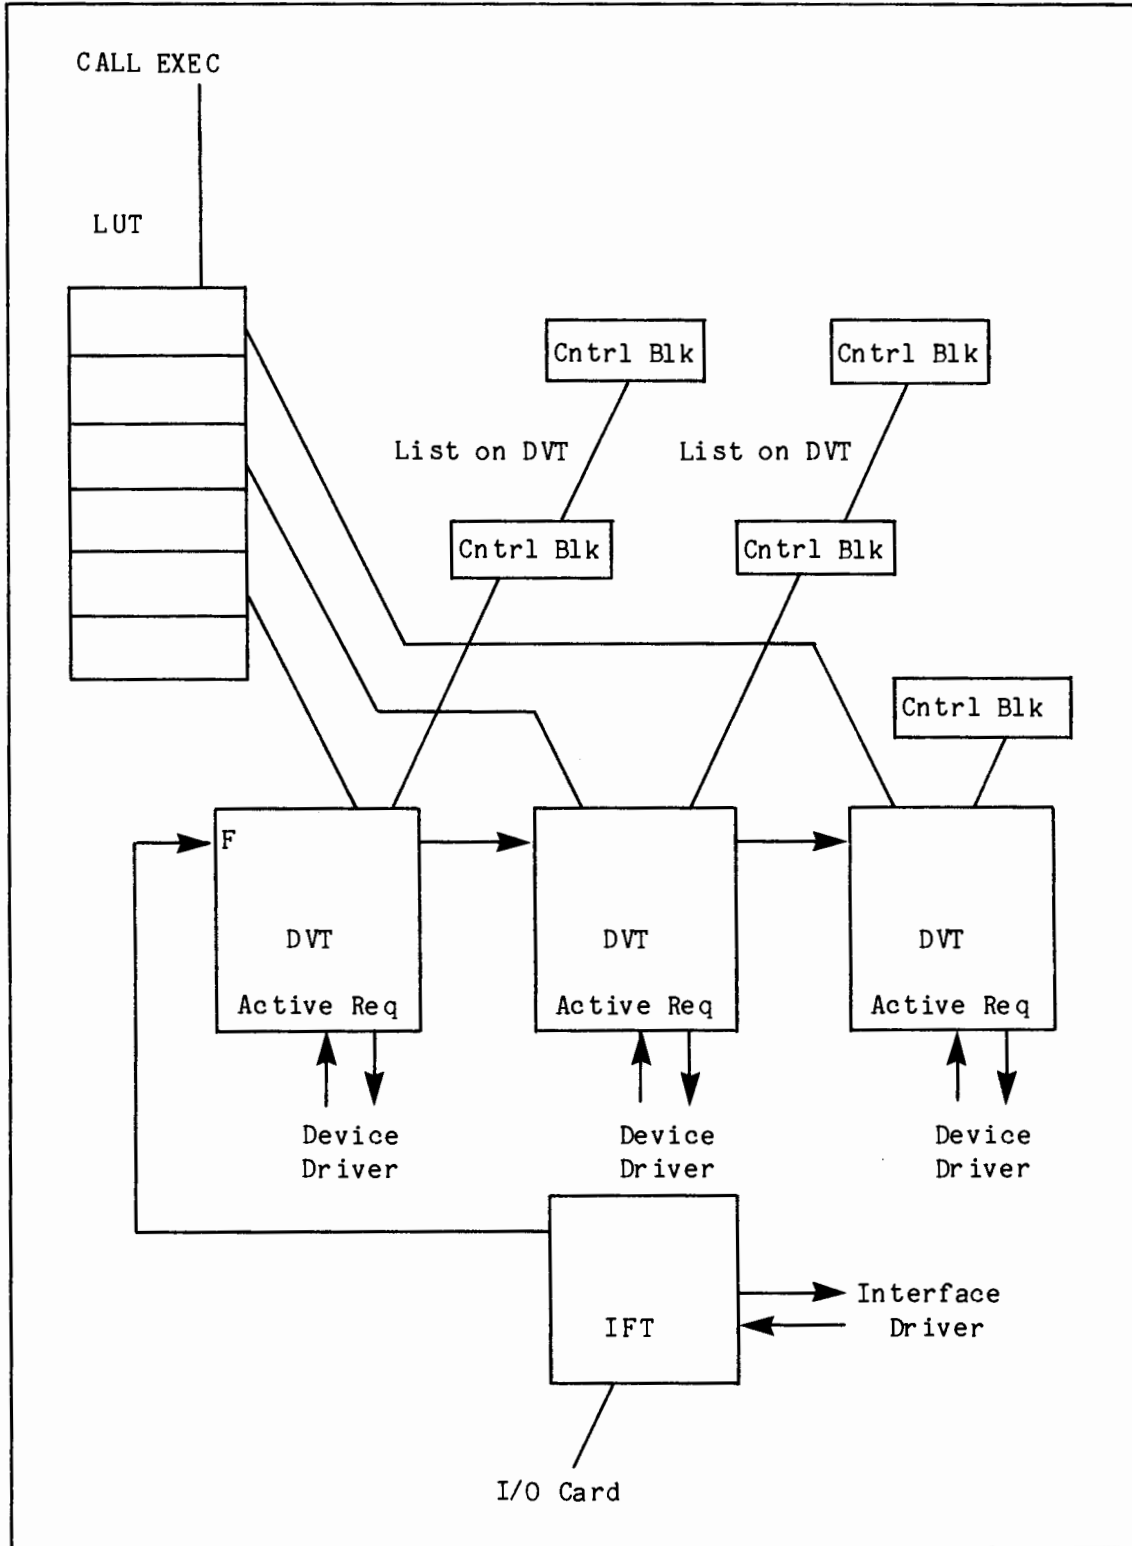 CALL EXEC
LUT
Cntrl Blk
Cntrl Blk
List on DVT
List on DVT
Cntrl Blk
Cntrl Blk
Cntrl Blk
F
DVT
DVT
DVT
Active Req
Active Req
Active Req
Device
Driver
Device
Driver
Device
Driver
Interface
Driver
IFT
I/O Card